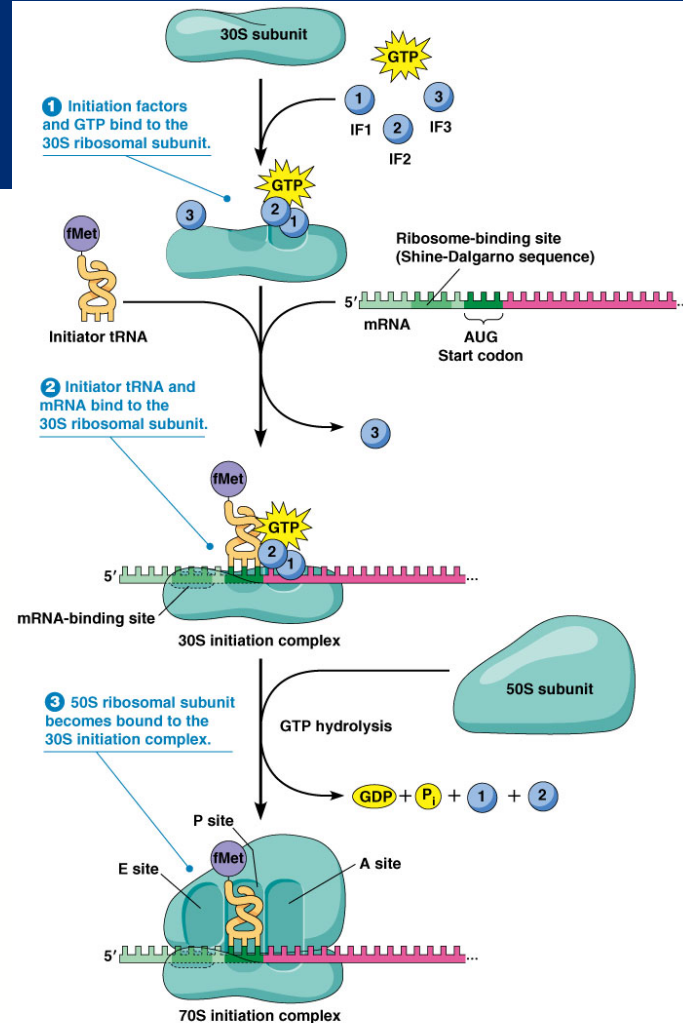 30S subunit
GTP
1
3
IF1
2
IF3
IF2
1 Initiation factors
and GTP bind to the
30S ribosomal subunit.
GTP
3
2
1
fMet
Initiator tRNA
Ribosome-binding site
(Shine-Dalgarno sequence)
5′
mRNA
AUG
Start codon
2 Initiator tRNA and
mRNA bind to the
30S ribosomal subunit.
3
fMet
GTP
2
1
5′
...
mRNA-binding site
30S initiation complex
3 50S ribosomal subunit
becomes bound to the
30S initiation complex.
50S subunit
GTP hydrolysis
GDP + Pi + 1 + 2
P site
fMet
E site
A site
5′
...
70S initiation complex